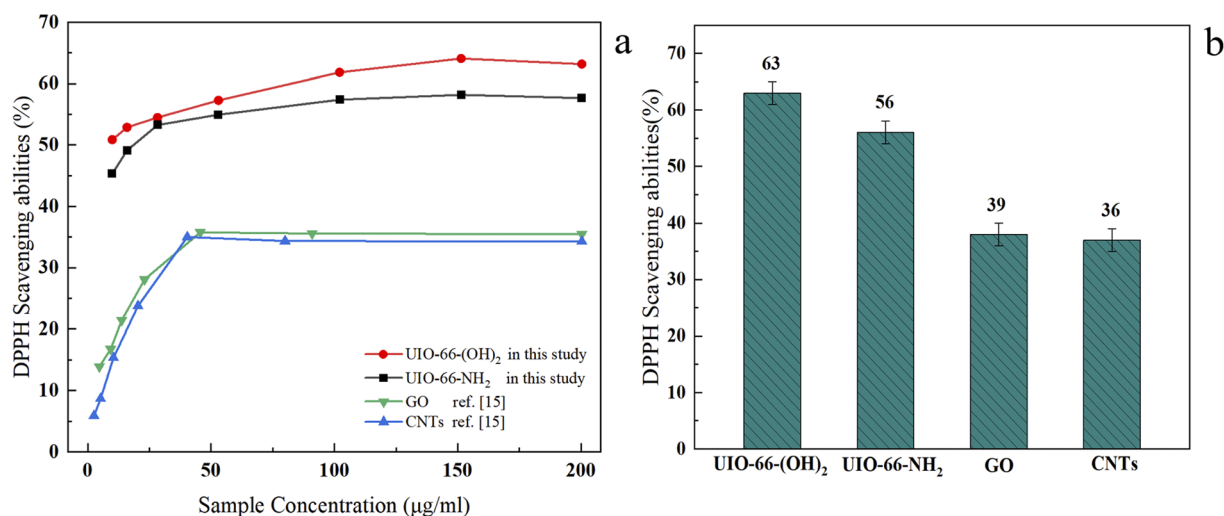 a
DPPH Scavenging abilities (%)
70
60
50
40
30
20
10
0
0 50 100 150 200
Sample Concentration (μg/ml)
UIO-66-(OH)₂ in this study
UIO-66-NH₂ in this study
GO ref. [15]
CNTs ref. [15]
b
DPPH Scavenging abilities(%)
70
60
50
40
30
20
10
0
63
56
39
36
UIO-66-(OH)₂ UIO-66-NH₂ GO CNTs